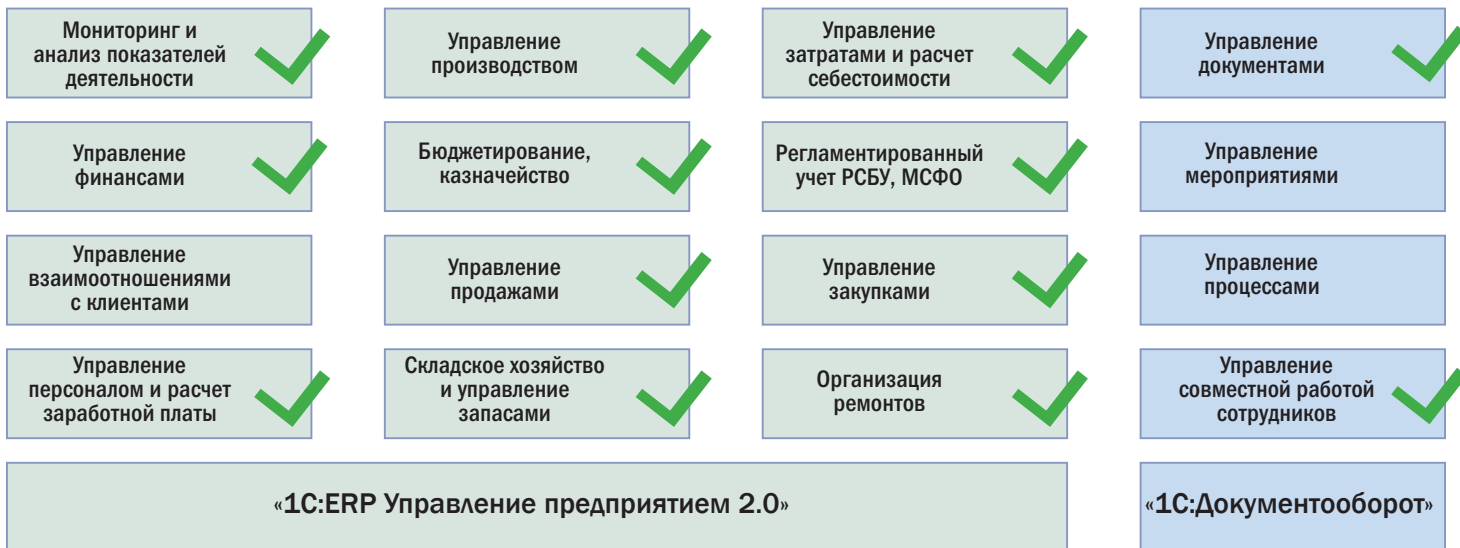 Мониторинг и
анализ показателей
деятельности
Управление
производством
Управление
затратами и расчет
себестоимости
Управление
документами
Управление
финансами
Бюджетирование,
казначейство
Регламентированный
учет РСБУ, МСФО
Управление
мероприятиями
Управление
взаимоотношениями
с клиентами
Управление
продажами
Управление
закупками
Управление
процессами
Управление
персоналом и расчет
заработной платы
Складское хозяйство
и управление
запасами
Организация
ремонтов
Управление
совместной работой
сотрудников
«1С:ERP Управление предприятием 2.0»
«1С:Документооборот»